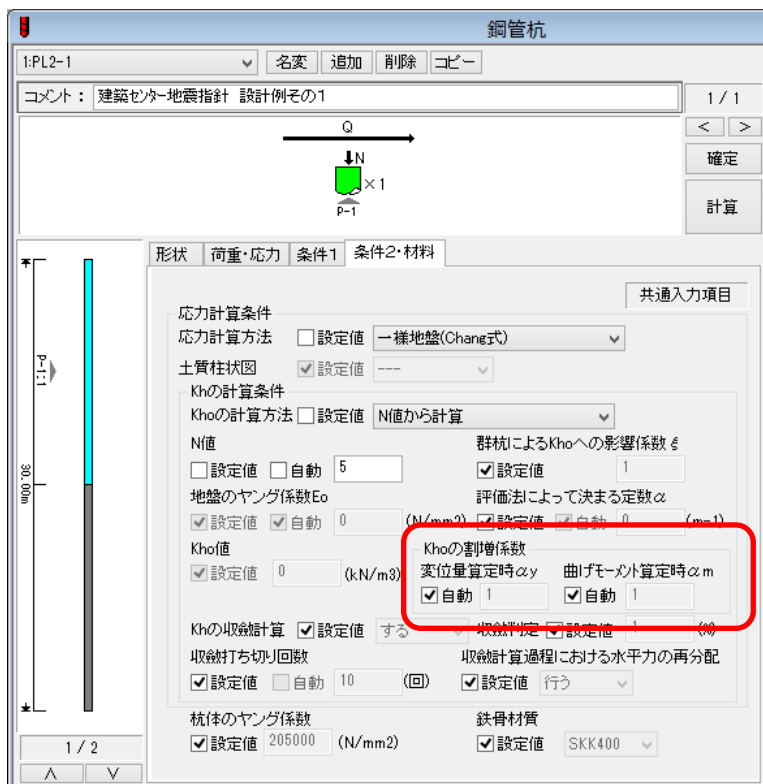 鋼管杭
1:PL2-1 名変 追加 削除 コピー
コメント: 建築センター地震指針 設計例その1 1 / 1
< >
Q
N
×1
P-1
確定
計算
形状 荷重・応力 条件1 条件2・材料
共通入力項目
応力計算条件
応力計算方法 設定値 一様地盤(Chang式)
土質柱状図 設定値 ---
Khの計算条件
Khoの計算方法 設定値 N値から計算
N値 群杭によるKhoへの影響係数ξ
設定値 自動 5 設定値 1
地盤のヤング係数Eo 評価法によって決まる定数α
設定値 自動 0 (N/mm2) 設定値 自動 0 (m-1)
Kho値 Khoの割増係数
設定値 0 (kN/m3) 変位量算定時αy 曲げモーメント算定時αm
自動 1 自動 1
Khの収斂計算 設定値 する 収斂判定 設定値 1 (%)
収斂打ち切り回数 収斂計算過程における水平力の再分配
設定値 自動 10 (回) 設定値 行う
杭体のヤング係数 鉄骨材質
設定値 205000 (N/mm2) 設定値 SKK400
P-1:1
30.00m
1 / 2